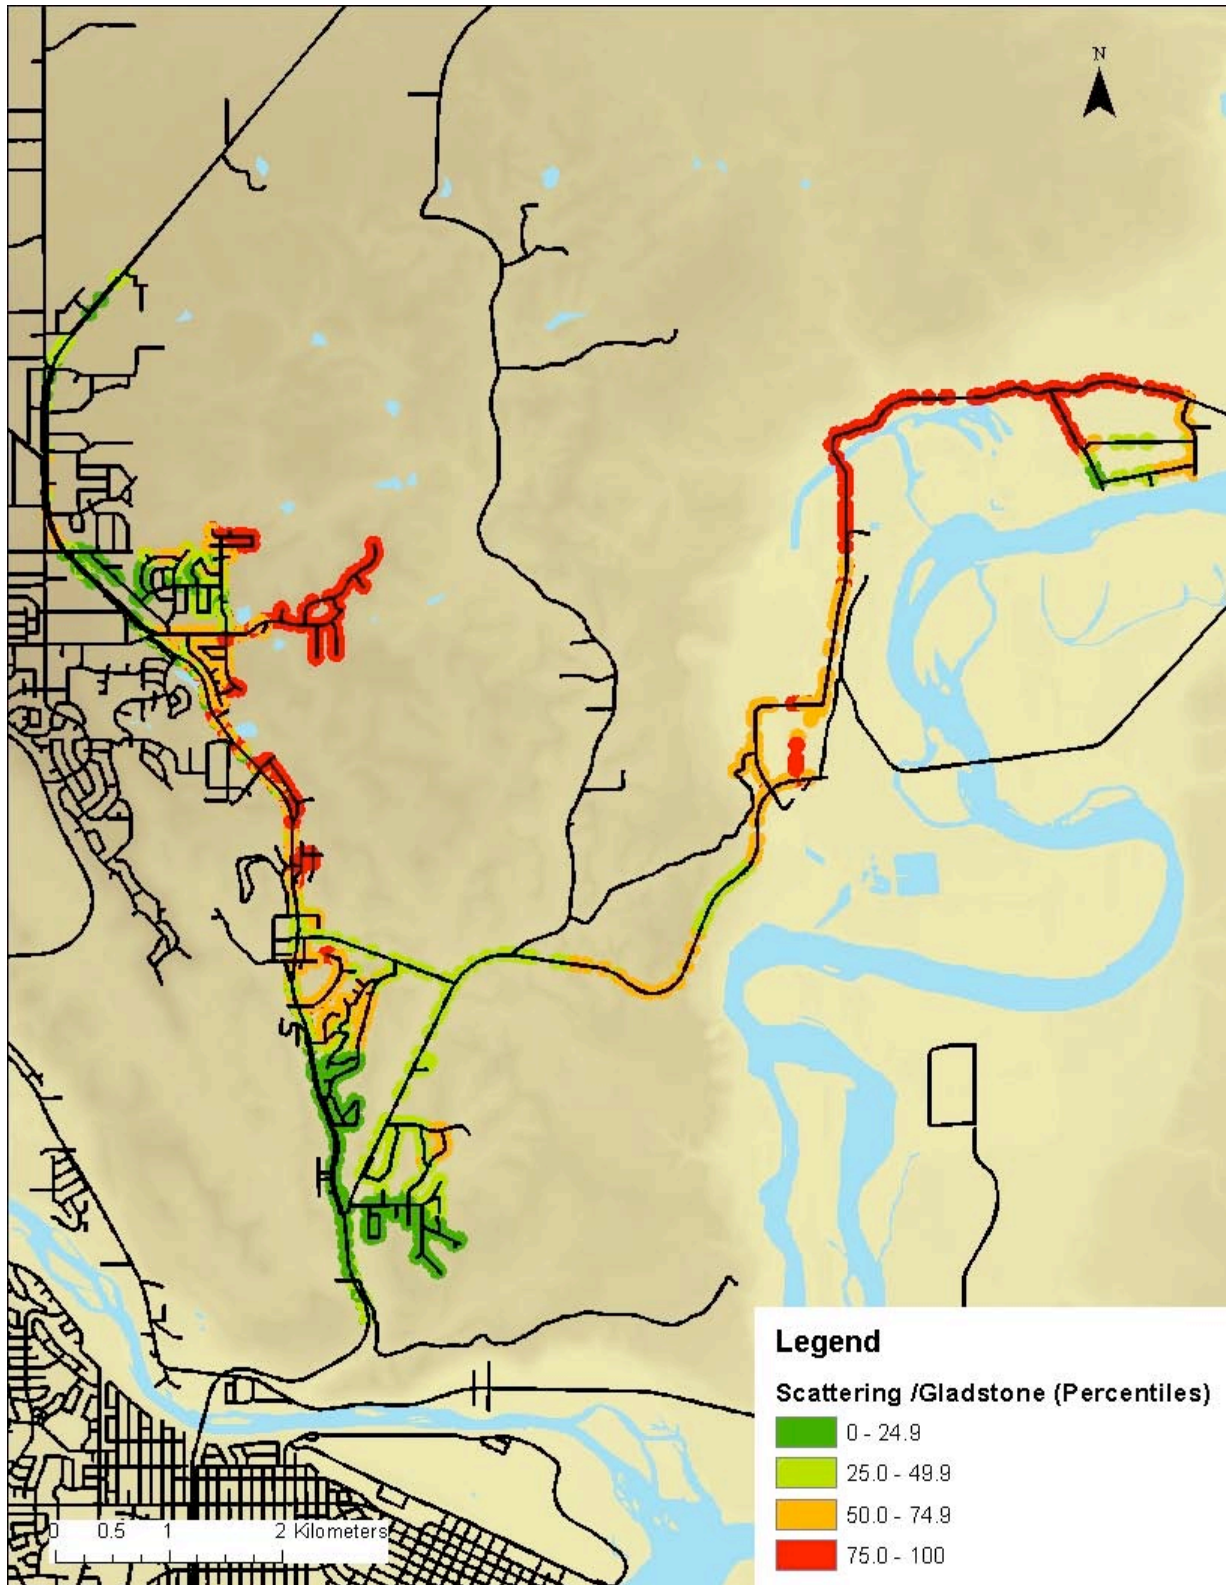 N
Legend
Scattering /Gladstone (Percentiles)
0 - 24.9
25.0 - 49.9
50.0 - 74.9
75.0 - 100
0 0.5 1 2 Kilometers